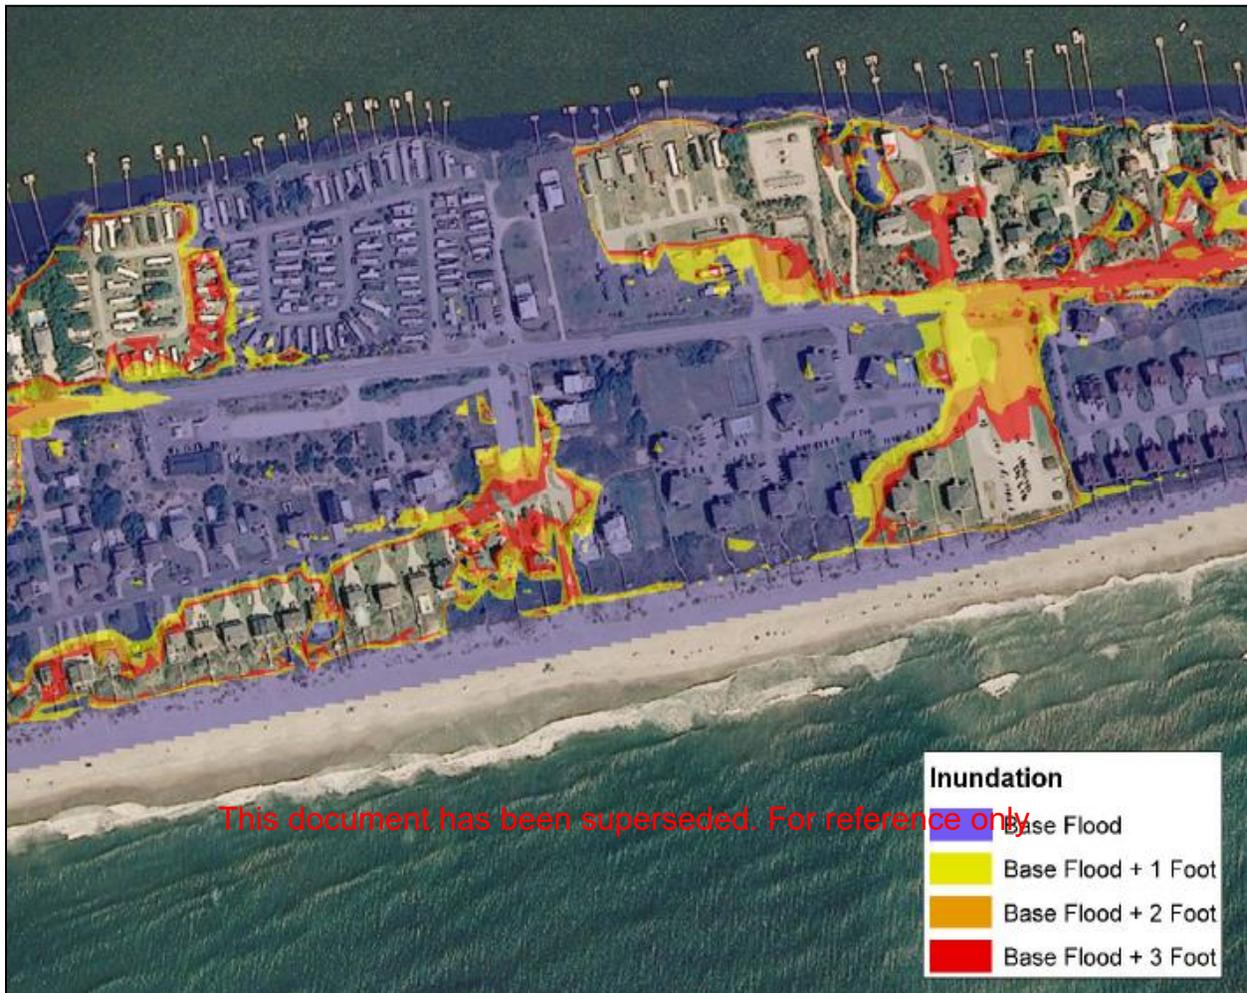 Inundation
This document has been superseded. For reference only
Base Flood
Base Flood + 1 Foot
Base Flood + 2 Foot
Base Flood + 3 Foot